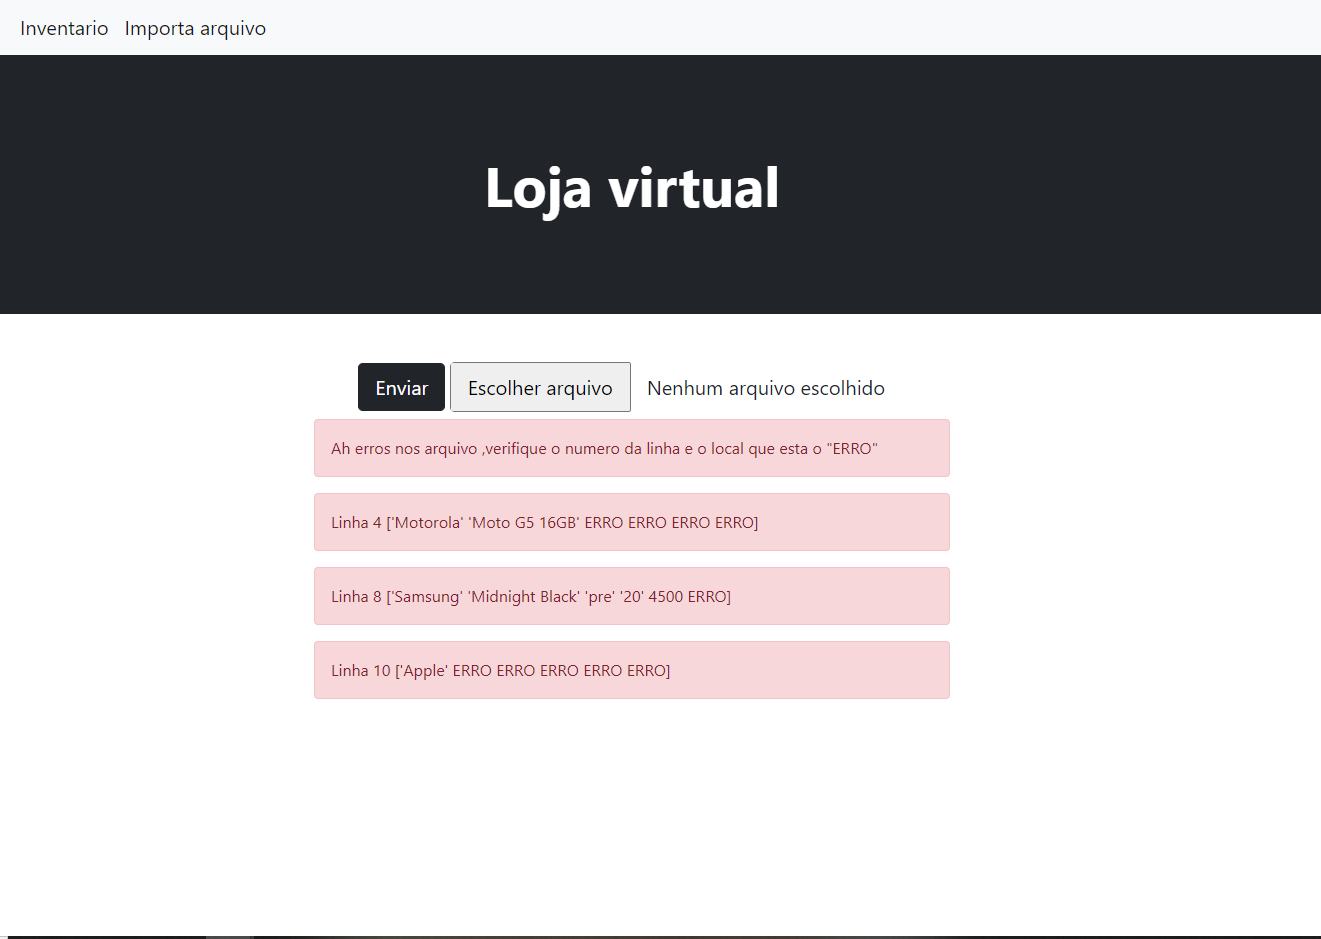 Inventario Importa arquivo
Loja virtual
Enviar Escolher arquivo Nenhum arquivo escolhido
Ah erros nos arquivo ,verifique o numero da linha e o local que esta o "ERRO"
Linha 4 ['Motorola' 'Moto G5 16GB' ERRO ERRO ERRO ERRO]
Linha 8 ['Samsung' 'Midnight Black' 'pre' '20' 4500 ERRO]
Linha 10 ['Apple' ERRO ERRO ERRO ERRO ERRO]